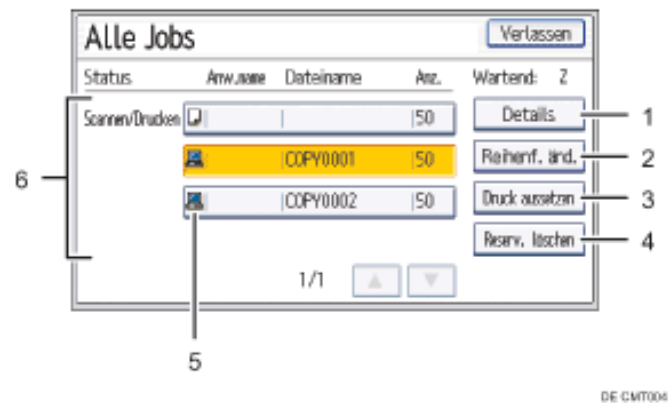 Alle Jobs Verlassen
Status Anw.name Dateiname Anz. Wartend: 2
Scannen/Drucken 50 Details 1
COPY0001 50 Reihenf. änd. 2
COPY0002 50 Druck aussetzen 3
Reserv. löschen 4
6
1/1
5
DE CMT004